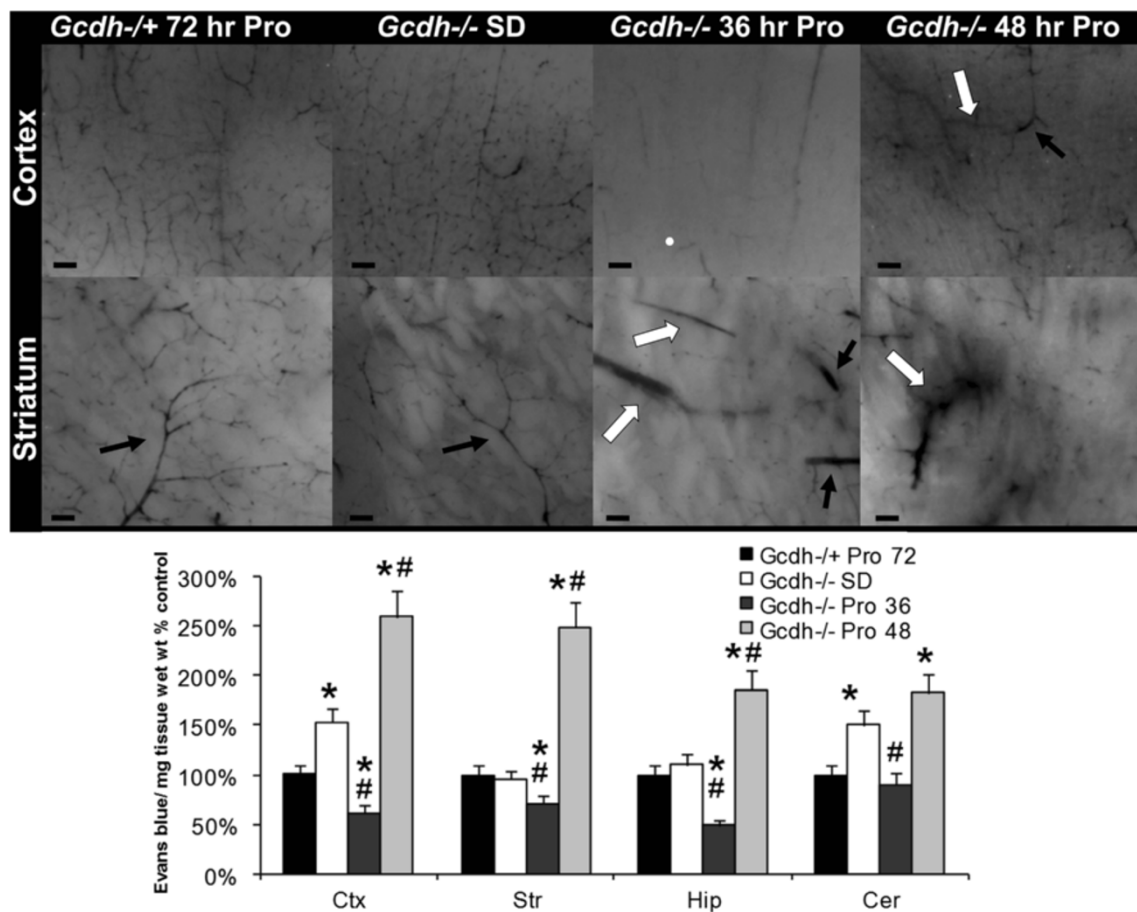 Gcdh-/+ 72 hr Pro
Gcdh-/- SD
Gcdh-/- 36 hr Pro
Gcdh-/- 48 hr Pro
Cortex
Striatum
Evans blue/ mg tissue wet wt % control
300%
250%
200%
150%
100%
50%
0%
*
*
#
*#
*
#
*#
*
#
*#
*
#
*
Gcdh-/+ Pro 72
Gcdh-/- SD
Gcdh-/- Pro 36
Gcdh-/- Pro 48
Ctx
Str
Hip
Cer